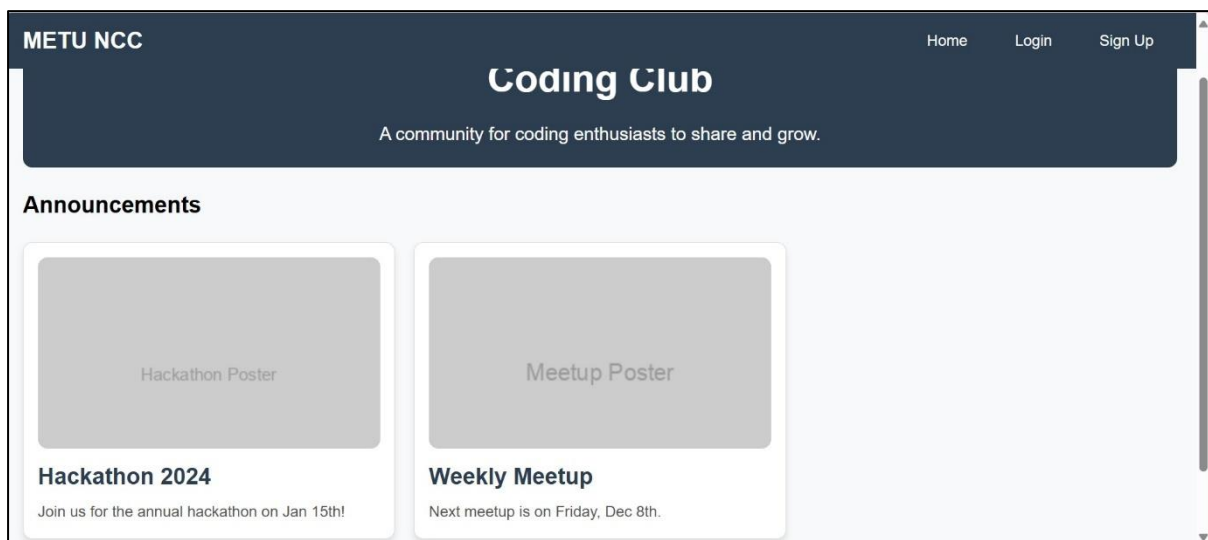 METU NCC
Home Login Sign Up
Coding Club
A community for coding enthusiasts to share and grow.
Announcements
Hackathon Poster
Meetup Poster
Hackathon 2024
Weekly Meetup
Join us for the annual hackathon on Jan 15th!
Next meetup is on Friday, Dec 8th.